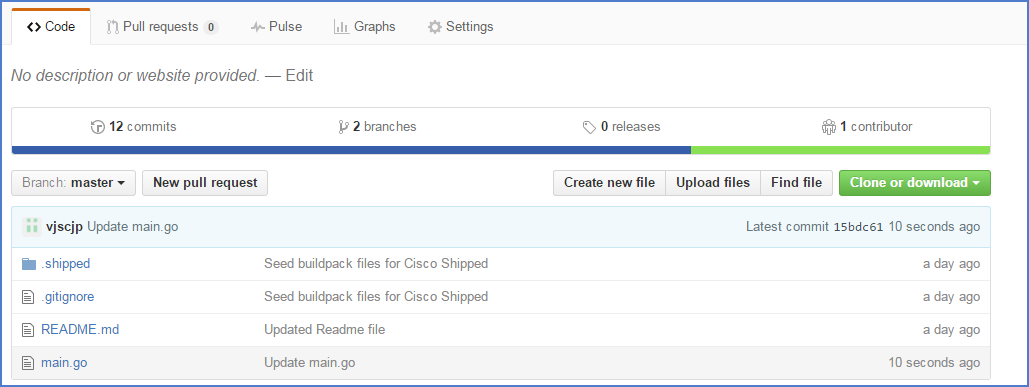 Code Pull requests 0 Pulse Graphs Settings
No description or website provided. — Edit
12 commits 2 branches 0 releases 1 contributor
Branch: master New pull request Create new file Upload files Find file Clone or download
vjscjp Update main.go Latest commit 15bdc61 10 seconds ago
.shipped Seed buildpack files for Cisco Shipped a day ago
.gitignore Seed buildpack files for Cisco Shipped a day ago
README.md Updated Readme file a day ago
main.go Update main.go 10 seconds ago